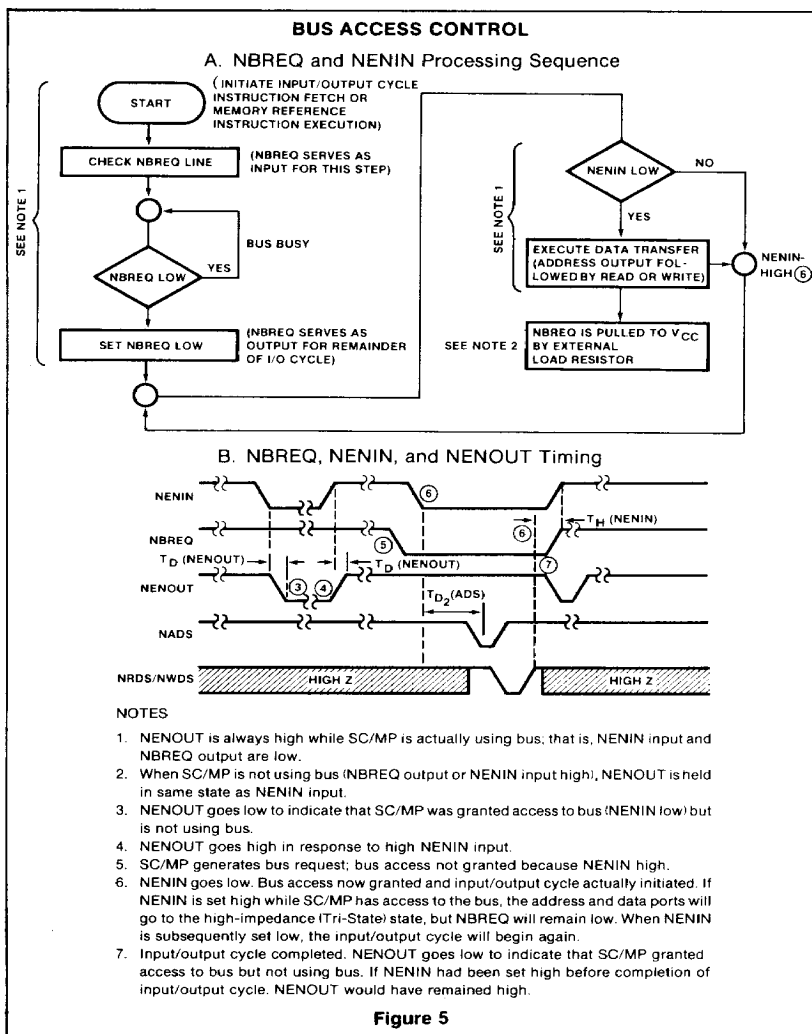 BUS ACCESS CONTROL
A. NBREQ and NENIN Processing Sequence
SEE NOTE 1
START
(INITIATE INPUT/OUTPUT CYCLE
INSTRUCTION FETCH OR
MEMORY REFERENCE
INSTRUCTION EXECUTION)
CHECK NBREQ LINE
(NBREQ SERVES AS
INPUT FOR THIS STEP)
BUS BUSY
NBREQ LOW
YES
SET NBREQ LOW
(NBREQ SERVES AS
OUTPUT FOR REMAINDER
OF I/O CYCLE)
SEE NOTE 1
NENIN LOW
NO
YES
EXECUTE DATA TRANSFER
(ADDRESS OUTPUT FOL-
LOWED BY READ OR WRITE)
NENIN-
HIGH ⑥
SEE NOTE 2
NBREQ IS PULLED TO VCC
BY EXTERNAL
LOAD RESISTOR
B. NBREQ, NENIN, and NENOUT Timing
NENIN
⑥
⑥
TH (NENIN)
NBREQ
⑤
TD (NENOUT)
TD (NENOUT)
⑦
NENOUT
③
④
TD2(ADS)
NADS
NRDS/NWDS
HIGH Z
HIGH Z
NOTES
1. NENOUT is always high while SC/MP is actually using bus; that is, NENIN input and
NBREQ output are low.
2. When SC/MP is not using bus (NBREQ output or NENIN input high), NENOUT is held
in same state as NENIN input.
3. NENOUT goes low to indicate that SC/MP was granted access to bus (NENIN low) but
is not using bus.
4. NENOUT goes high in response to high NENIN input.
5. SC/MP generates bus request; bus access not granted because NENIN high.
6. NENIN goes low. Bus access now granted and input/output cycle actually initiated. If
NENIN is set high while SC/MP has access to the bus, the address and data ports will
go to the high-impedance (Tri-State) state, but NBREQ will remain low. When NENIN
is subsequently set low, the input/output cycle will begin again.
7. Input/output cycle completed. NENOUT goes low to indicate that SC/MP granted
access to bus but not using bus. If NENIN had been set high before completion of
input/output cycle. NENOUT would have remained high.
Figure 5